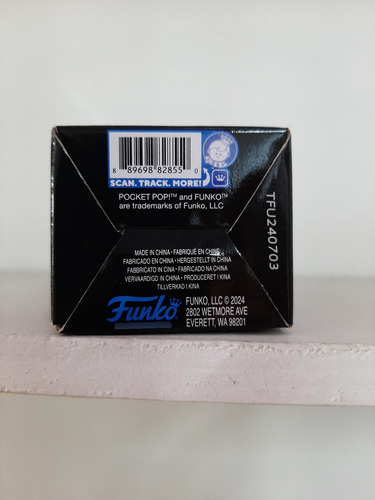 8 89698 82855 0
SCAN. TRACK. MORE!
POCKET POP!™ and FUNKO™
are trademarks of Funko, LLC
MADE IN CHINA • FABRIQUÉ EN CHINE
FABRICADO EN CHINA • HERGESTELLT IN CHINA
FABBRICATO IN CINA • FABRICADO NA CHINA
VERVAARDIGD IN CHINA • PRODUCERET I KINA
TILLVERKAD I KINA
Funko
FUNKO, LLC © 2024
2802 WETMORE AVE
EVERETT, WA 98201
TFU240703